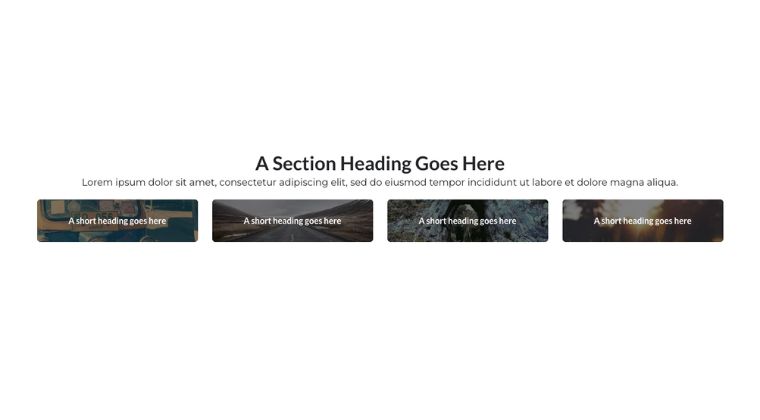 A Section Heading Goes Here
Lorem ipsum dolor sit amet, consectetur adipiscing elit, sed do eiusmod tempor incididunt ut labore et dolore magna aliqua.
A short heading goes here
A short heading goes here
A short heading goes here
A short heading goes here